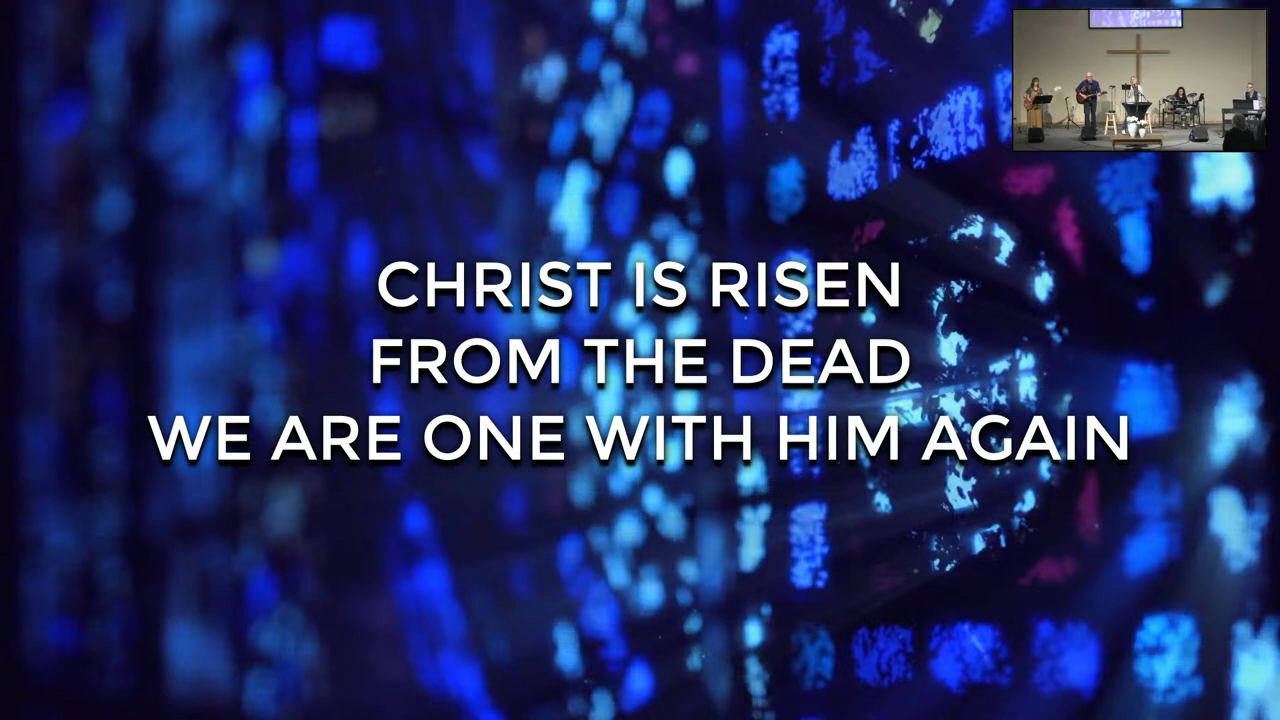 CHRIST IS RISEN
FROM THE DEAD
WE ARE ONE WITH HIM AGAIN